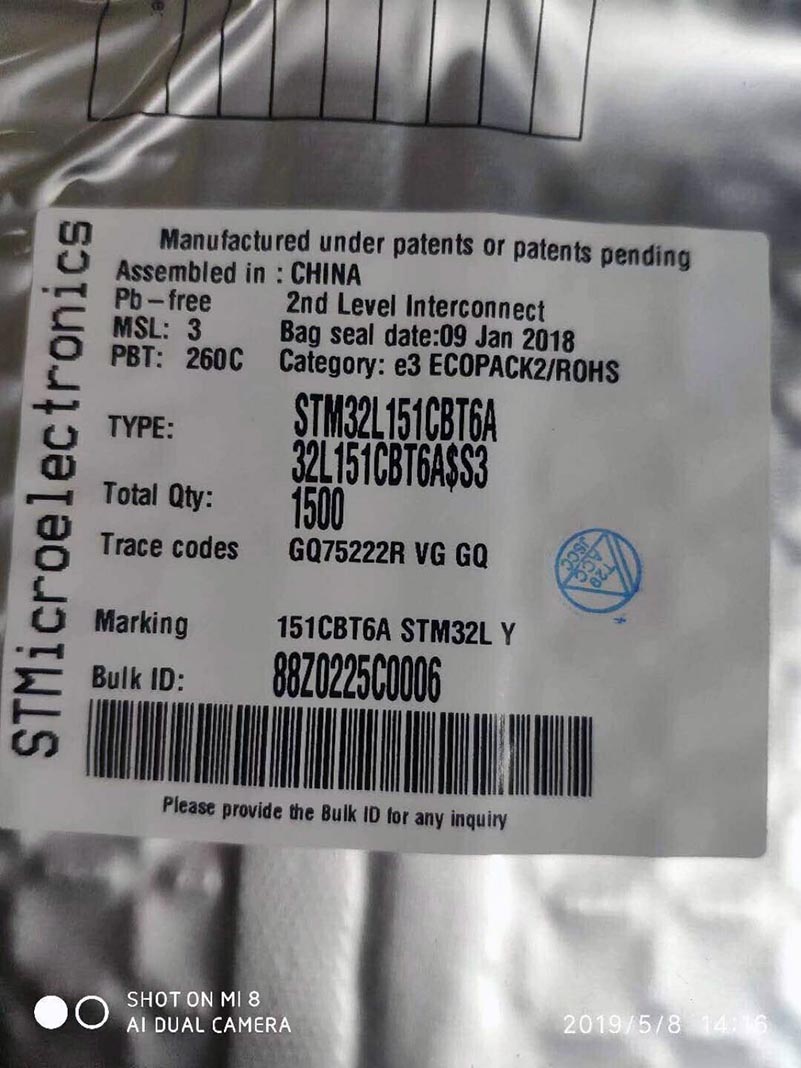 STMicroelectronics
Manufactured under patents or patents pending
Assembled in : CHINA
Pb-free 2nd Level Interconnect
MSL: 3 Bag seal date:09 Jan 2018
PBT: 260C Category: e3 ECOPACK2/ROHS
TYPE: STM32L151CBT6A
32L151CBT6A$S3
Total Qty: 1500
Trace codes GQ75222R VG GQ
JSCC
ACC
T20
Marking 151CBT6A STM32L Y
Bulk ID: 88Z0225C0006
Please provide the Bulk ID for any inquiry
SHOT ON MI 8
AI DUAL CAMERA
2019/5/8 14:16